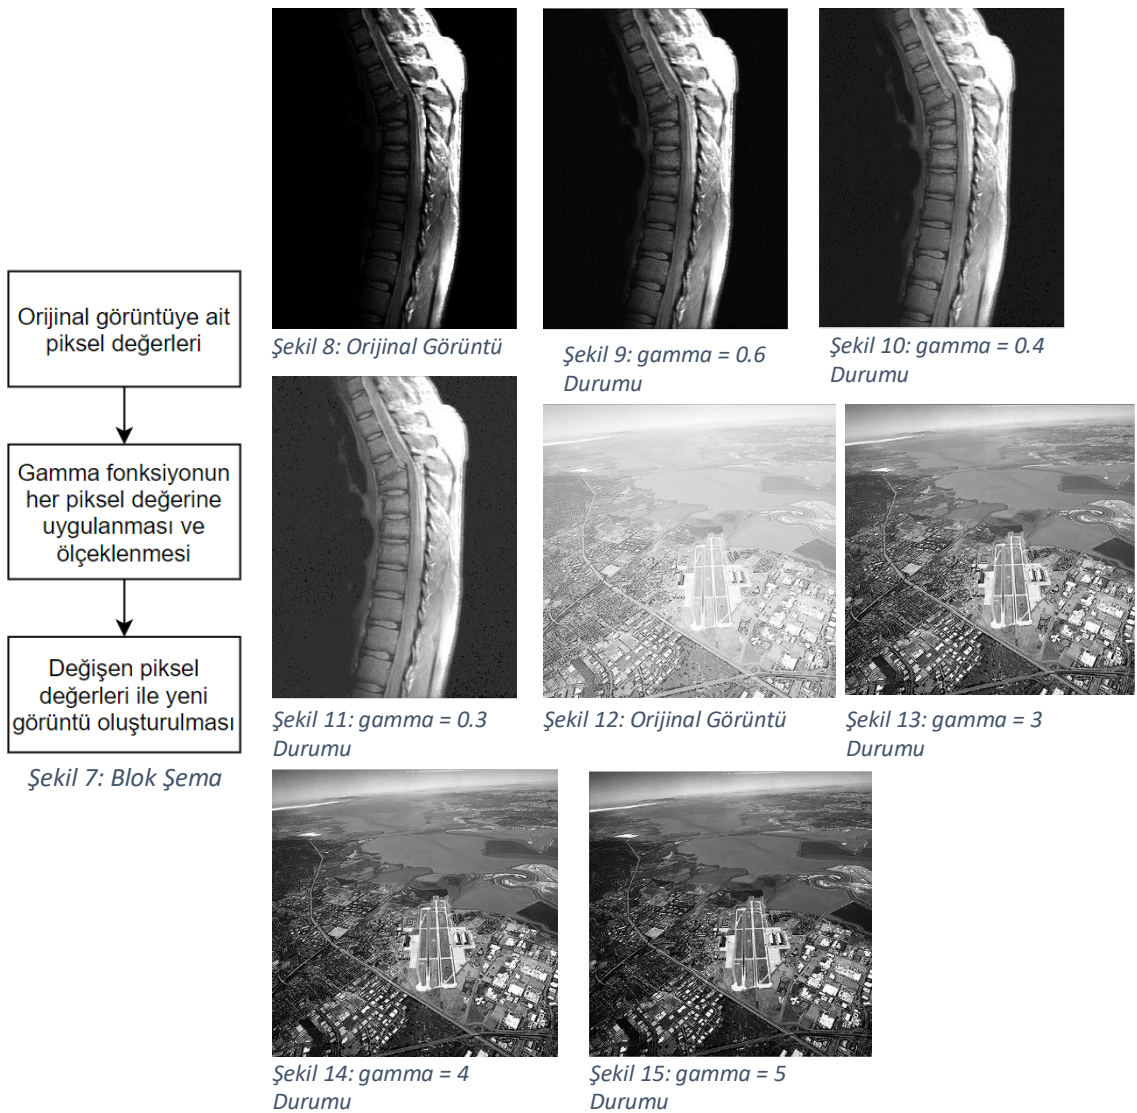 Orijinal görüntüye ait
piksel değerleri
Gamma fonksiyonun
her piksel değerine
uygulanması ve
ölçeklenmesi
Değişen piksel
değerleri ile yeni
görüntü oluşturulması
Şekil 7: Blok Şema
Şekil 8: Orijinal Görüntü
Şekil 9: gamma = 0.6
Durumu
Şekil 10: gamma = 0.4
Durumu
Şekil 11: gamma = 0.3
Durumu
Şekil 12: Orijinal Görüntü
Şekil 13: gamma = 3
Durumu
Şekil 14: gamma = 4
Durumu
Şekil 15: gamma = 5
Durumu